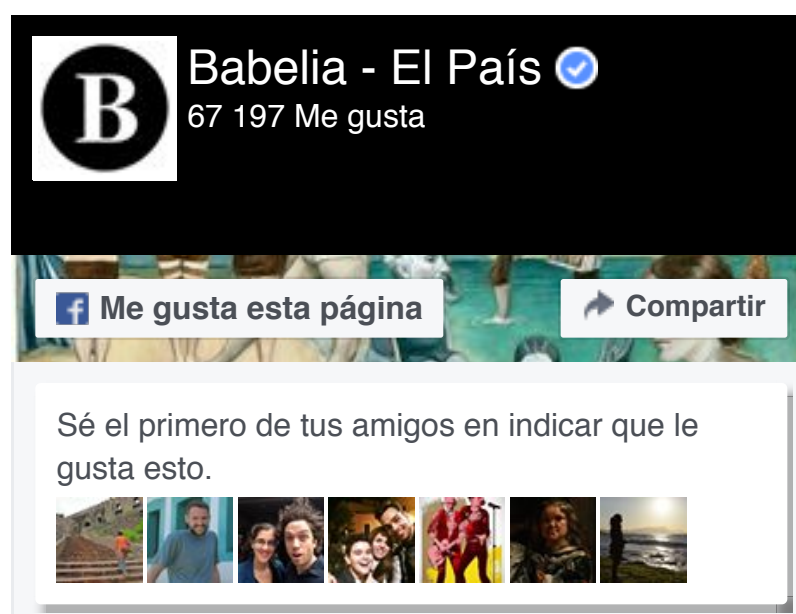 B
Babelia - El País
67 197 Me gusta
Me gusta esta página
Compartir
Sé el primero de tus amigos en indicar que le
gusta esto.